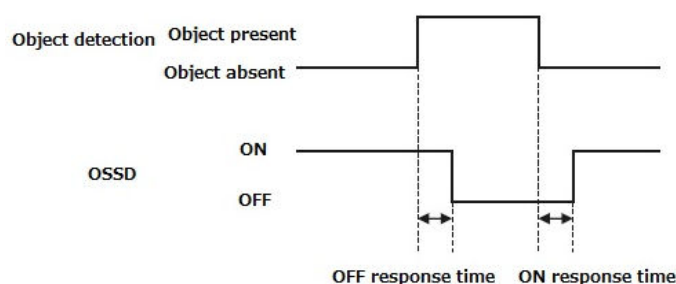 Object detection
Object present
Object absent
OSSD
ON
OFF
OFF response time
ON response time